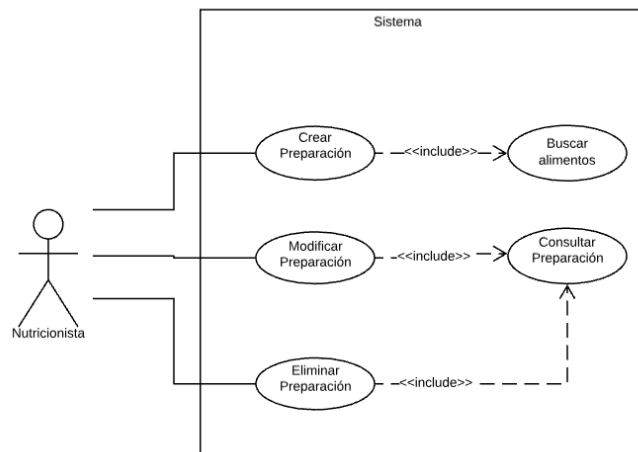 Sistema
Crear
Preparación
<<include>>
Buscar
alimentos
Modificar
Preparación
<<include>>
Consultar
Preparación
Nutricionista
Eliminar
Preparación
<<include>>